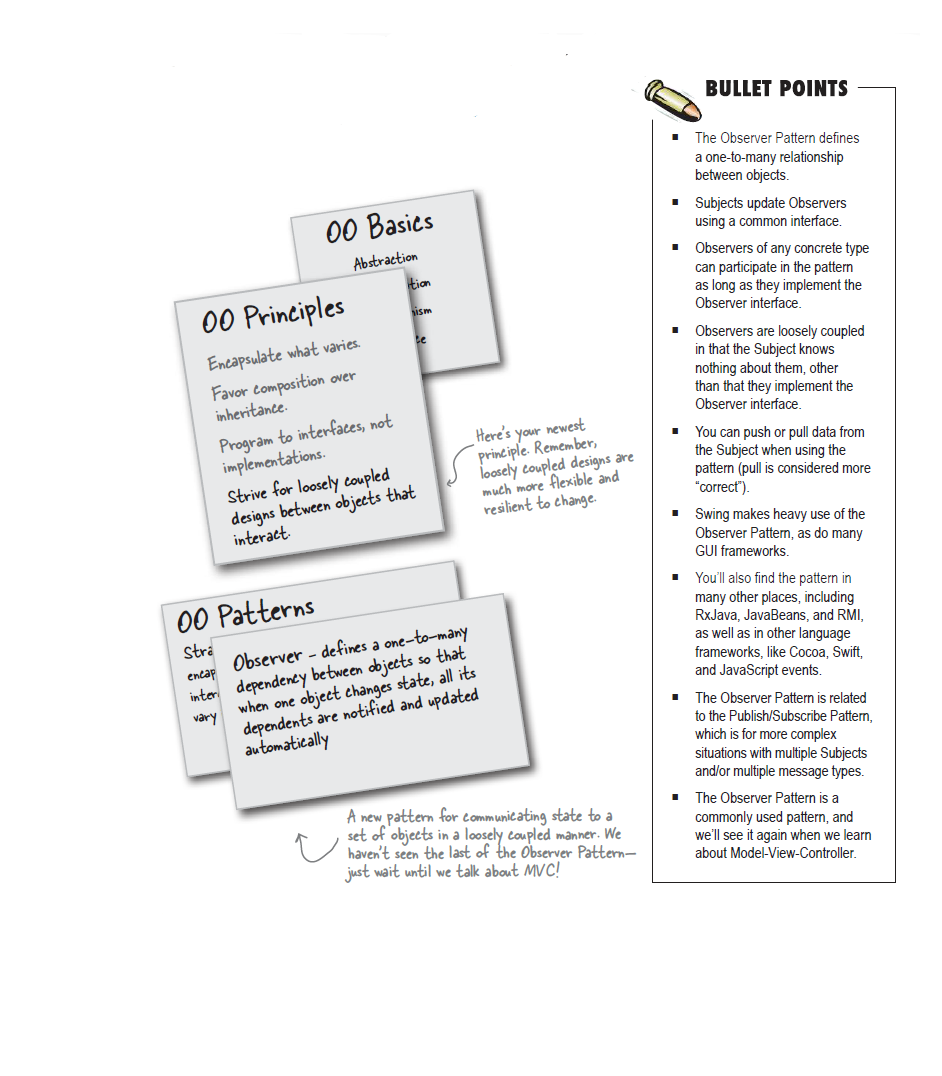 OO Basics
Abstraction
OO Principles
Encapsulate what varies.
Favor composition over
inheritance.
Program to interfaces, not
implementations.
Strive for loosely coupled
designs between objects that
interact.
Here's your newest
principle. Remember,
loosely coupled designs are
much more flexible and
resilient to change.
OO Patterns
vary
Observer – defines a one-to-many
dependency between objects so that
when one object changes state, all its
dependents are notified and updated
automatically
A new pattern for communicating state to a
set of objects in a loosely coupled manner. We
haven't seen the last of the Observer Pattern—
just wait until we talk about MVC!
BULLET POINTS
▪ The Observer Pattern defines
a one-to-many relationship
between objects.
▪ Subjects update Observers
using a common interface.
▪ Observers of any concrete type
can participate in the pattern
as long as they implement the
Observer interface.
▪ Observers are loosely coupled
in that the Subject knows
nothing about them, other
than that they implement the
Observer interface.
▪ You can push or pull data from
the Subject when using the
pattern (pull is considered more
“correct”).
▪ Swing makes heavy use of the
Observer Pattern, as do many
GUI frameworks.
▪ You’ll also find the pattern in
many other places, including
RxJava, JavaBeans, and RMI,
as well as in other language
frameworks, like Cocoa, Swift,
and JavaScript events.
▪ The Observer Pattern is related
to the Publish/Subscribe Pattern,
which is for more complex
situations with multiple Subjects
and/or multiple message types.
▪ The Observer Pattern is a
commonly used pattern, and
we’ll see it again when we learn
about Model-View-Controller.